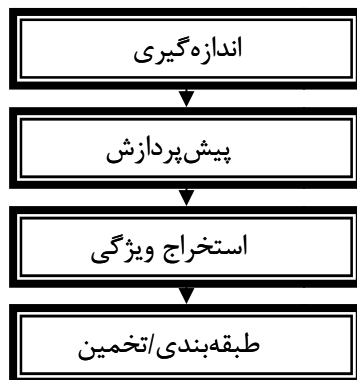 اندازه‌گیری
پیش‌پردازش
استخراج ویژگی
طبقه‌بندی/تخمین